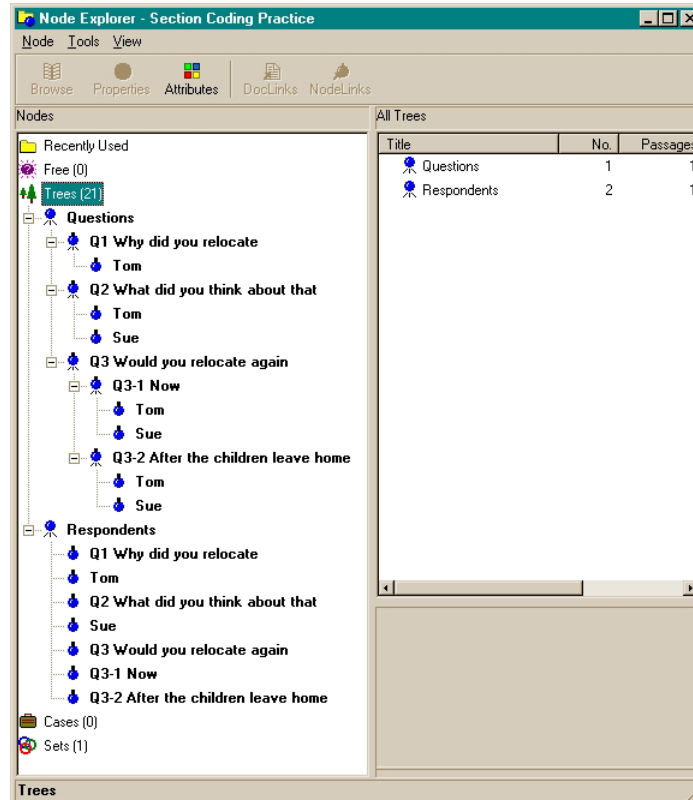 Node Explorer - Section Coding Practice
Node Tools View
Browse Properties Attributes DocLinks NodeLinks
Nodes
All Trees
Recently Used
Free (0)
Trees (21)
Questions
Q1 Why did you relocate
Tom
Q2 What did you think about that
Tom
Sue
Q3 Would you relocate again
Q3-1 Now
Tom
Sue
Q3-2 After the children leave home
Tom
Sue
Respondents
Q1 Why did you relocate
Tom
Q2 What did you think about that
Sue
Q3 Would you relocate again
Q3-1 Now
Q3-2 After the children leave home
Cases (0)
Sets (1)
Title No. Passages
Questions 1 1
Respondents 2 1
Trees